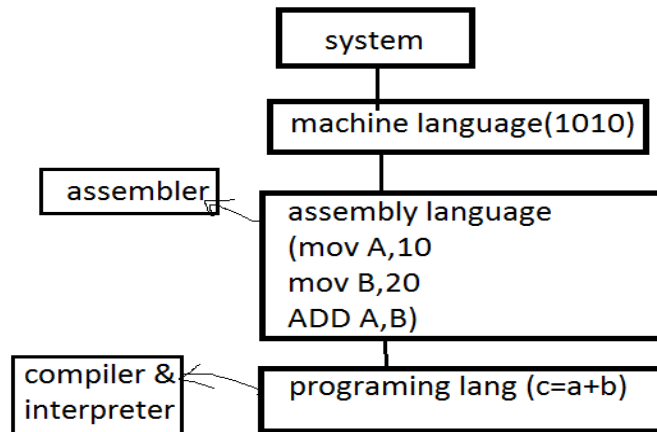 system
machine language(1010)
assembler
assembly language
(mov A,10
mov B,20
ADD A,B)
compiler &
interpreter
programing lang (c=a+b)